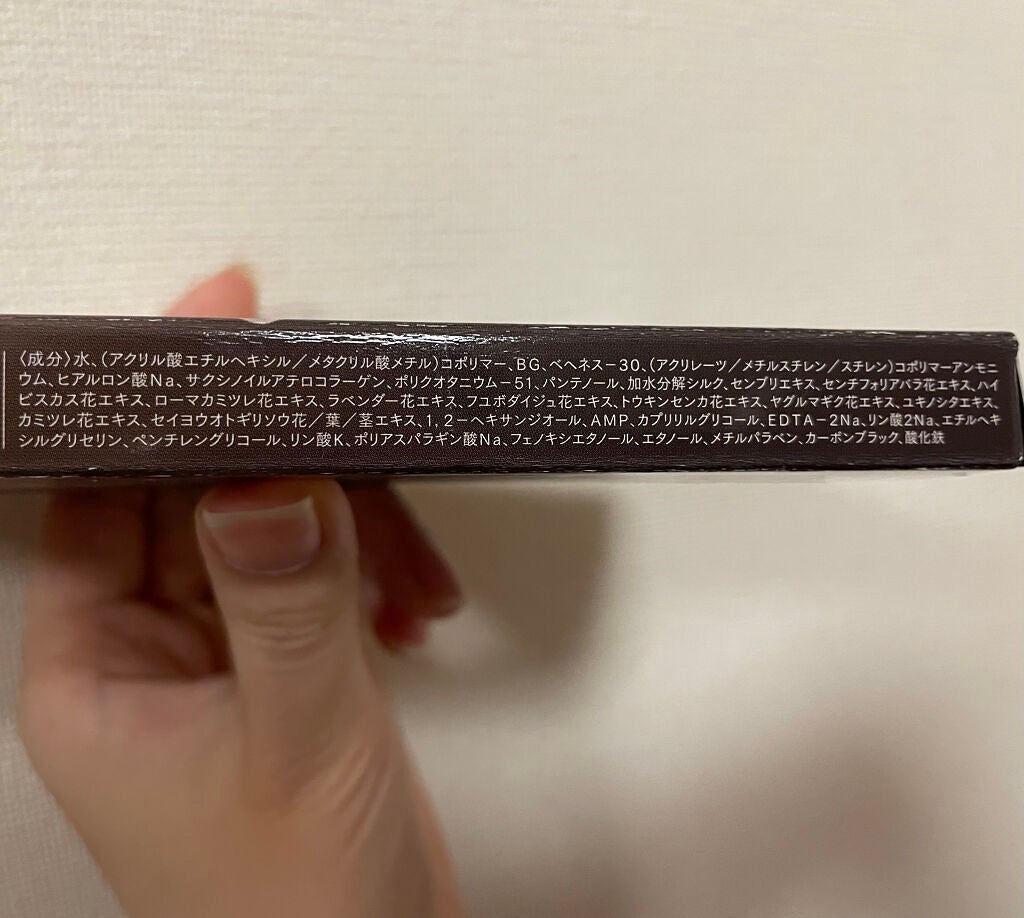 〈成分〉水、(アクリル酸エチルヘキシル/メタクリル酸メチル)コポリマー、BG、ベヘネス-30、(アクリレーツ/メチルスチレン/スチレン)コポリマーアンモニ
ウム、ヒアルロン酸Na、サクシノイルアテロコラーゲン、ポリクオタニウム-51、パンテノール、加水分解シルク、センブリエキス、センチフォリアバラ花エキス、ハイ
ビスカス花エキス、ローマカミツレ花エキス、ラベンダー花エキス、フユボダイジュ花エキス、トウキンセンカ花エキス、ヤグルマギク花エキス、ユキノシタエキス、
カミツレ花エキス、セイヨウオトギリソウ花/葉/茎エキス、1,2-ヘキサンジオール、AMP、カプリリルグリコール、EDTA-2Na、リン酸2Na、エチルヘキ
シルグリセリン、ペンチレングリコール、リン酸K、ポリアスパラギン酸Na、フェノキシエタノール、エタノール、メチルパラベン、カーボンブラック、酸化鉄